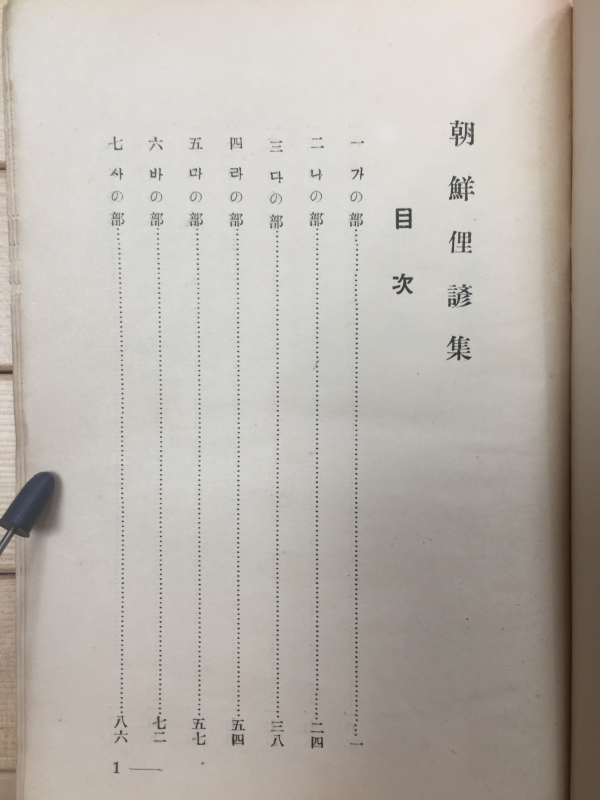 朝鮮俚諺集
目次
一 가の部……一
二 나の部……二四
三 다の部……三八
四 라の部……五四
五 마の部……五七
六 바の部……七二
七 사の部……八六
1 —